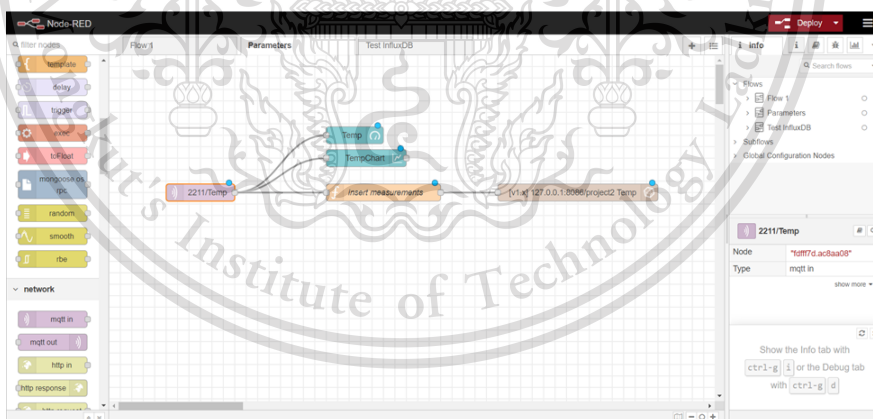 Node-RED
Deploy
filter nodes
template
delay
trigger
exec
toFloat
mongoose os
rpc
random
smooth
rbe
network
mqtt in
mqtt out
http in
http response
Flow 1
Parameters
Test InfluxDB
Temp
TempChart
2211/Temp
insert measurements
[v1.x] 127.0.0.1:8086/project2 Temp
info
Search flows
Flows
Flow 1
Parameters
Test InfluxDB
Subflows
Global Configuration Nodes
2211/Temp
Node "fdfff7d.ac8aa08"
Type mqtt in
show more
Show the Info tab with
ctrl-g i or the Debug tab
with ctrl-g d
Institute of Technology